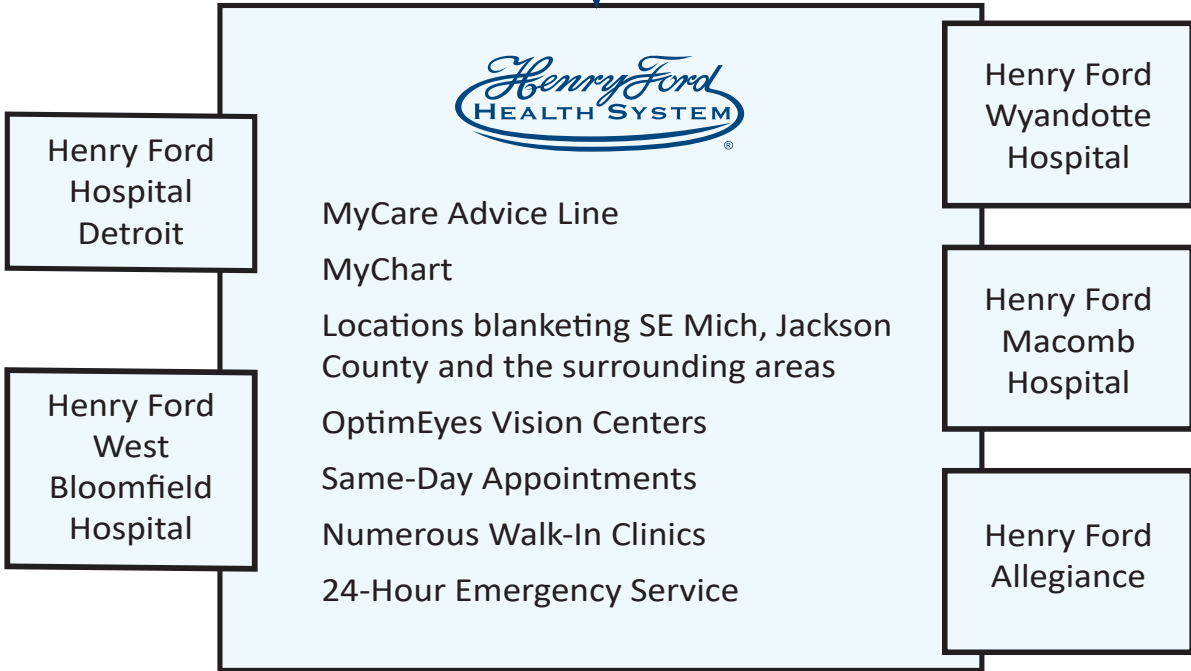 Henry Ford
HEALTH SYSTEM
®
Henry Ford
Hospital
Detroit
Henry Ford
West
Bloomfield
Hospital
MyCare Advice Line
MyChart
Locations blanketing SE Mich, Jackson
County and the surrounding areas
OptimEyes Vision Centers
Same-Day Appointments
Numerous Walk-In Clinics
24-Hour Emergency Service
Henry Ford
Wyandotte
Hospital
Henry Ford
Macomb
Hospital
Henry Ford
Allegiance